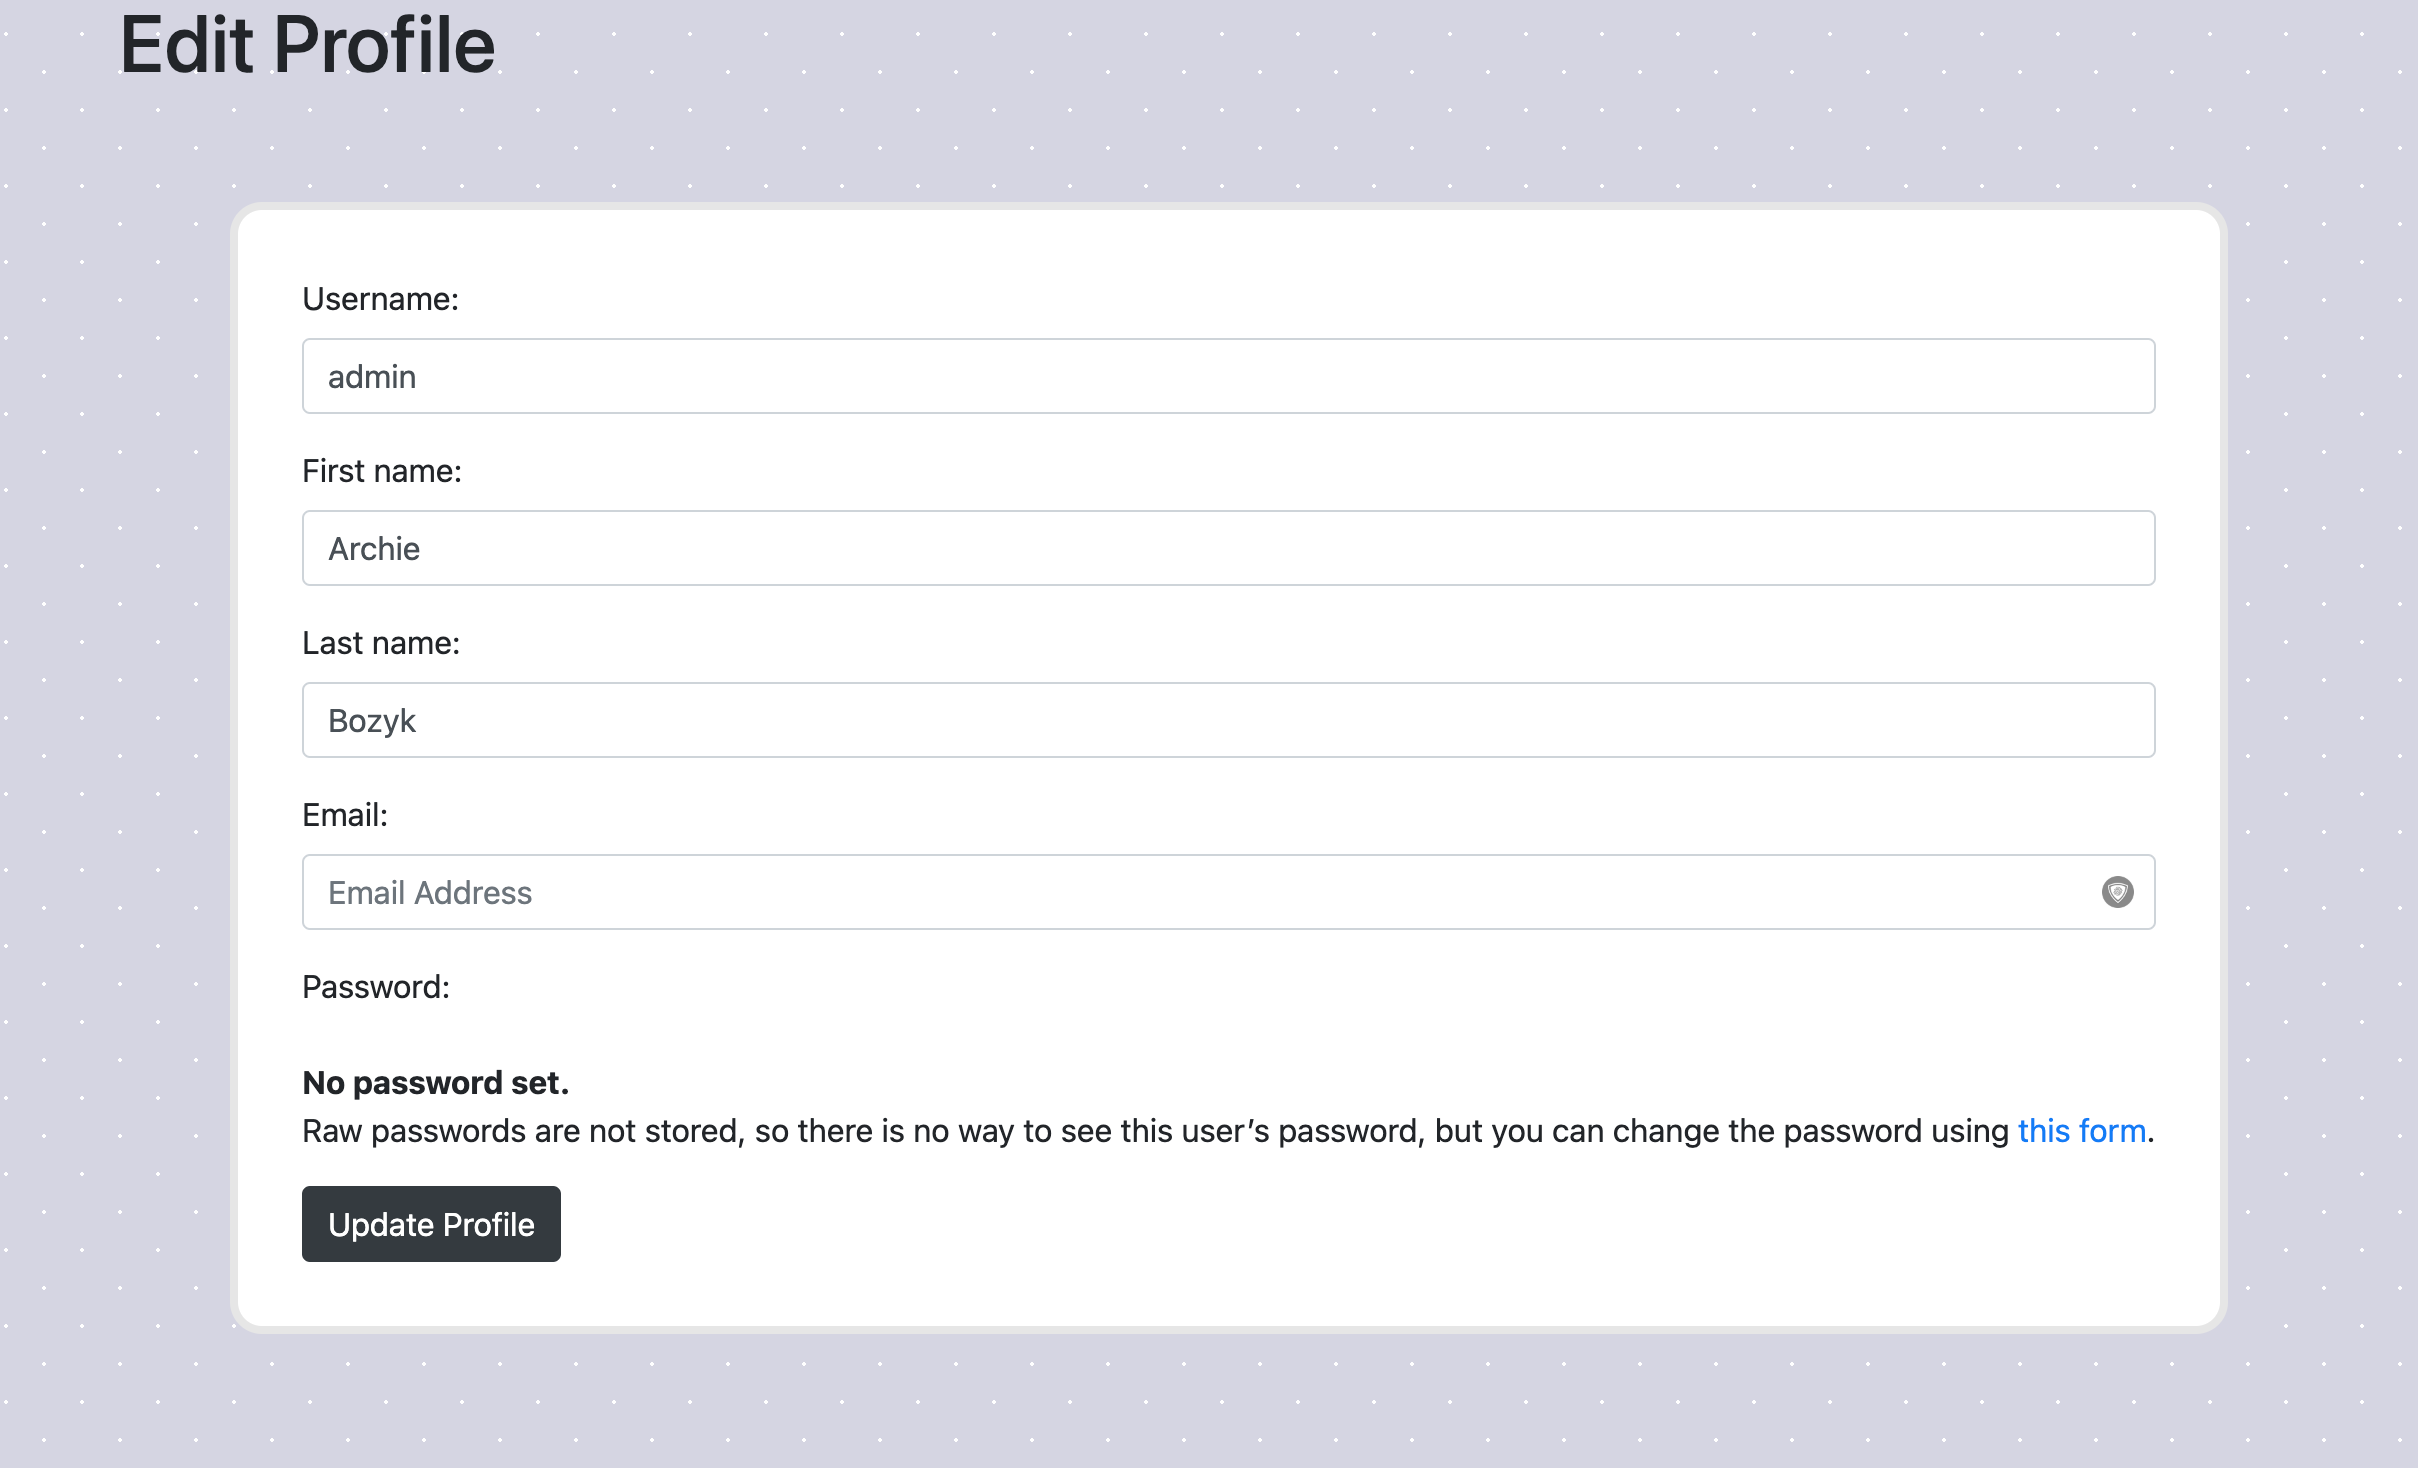 Edit Profile
Username:
admin
First name:
Archie
Last name:
Bozyk
Email:
Email Address
Password:
No password set.
Raw passwords are not stored, so there is no way to see this user’s password, but you can change the password using this form.
Update Profile